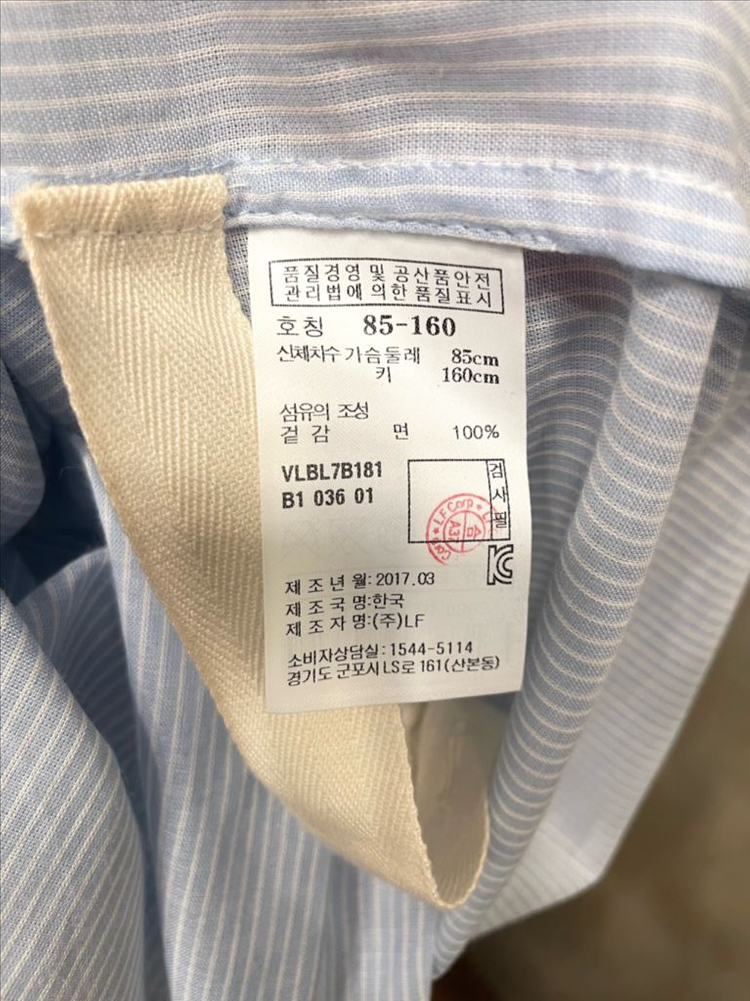 품질경영 및 공산품안전
관리법에 의한 품질표시
호칭 85-160
신체치수 가슴둘레 85cm
키 160cm
섬유의 조성
겉감 면 100%
VLBL7B181
B1 036 01
검사필
LF Corp
제조년월:2017.03
제조국명:한국
제조자명:(주)LF
소비자상담실:1544-5114
경기도 군포시 LS로 161(산본동)